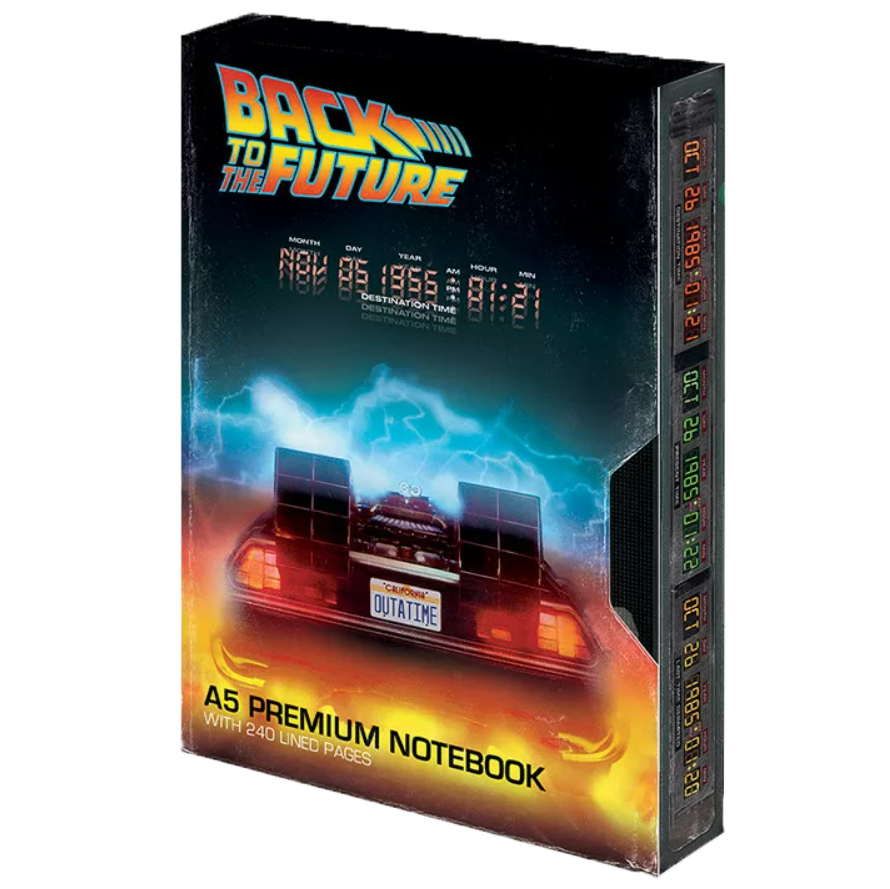 BACK
TO
THE FUTURE
MONTH DAY YEAR AM HOUR MIN
NOV 05 1955 PM 01:21
DESTINATION TIME
"CALIFORNIA"
OUTATIME
A5 PREMIUM NOTEBOOK
WITH 240 LINED PAGES
OCT 26 1985 01:21
DESTINATION TIME
OCT 26 1985 01:22
PRESENT TIME
OCT 26 1985 01:20
LAST TIME DEPARTED